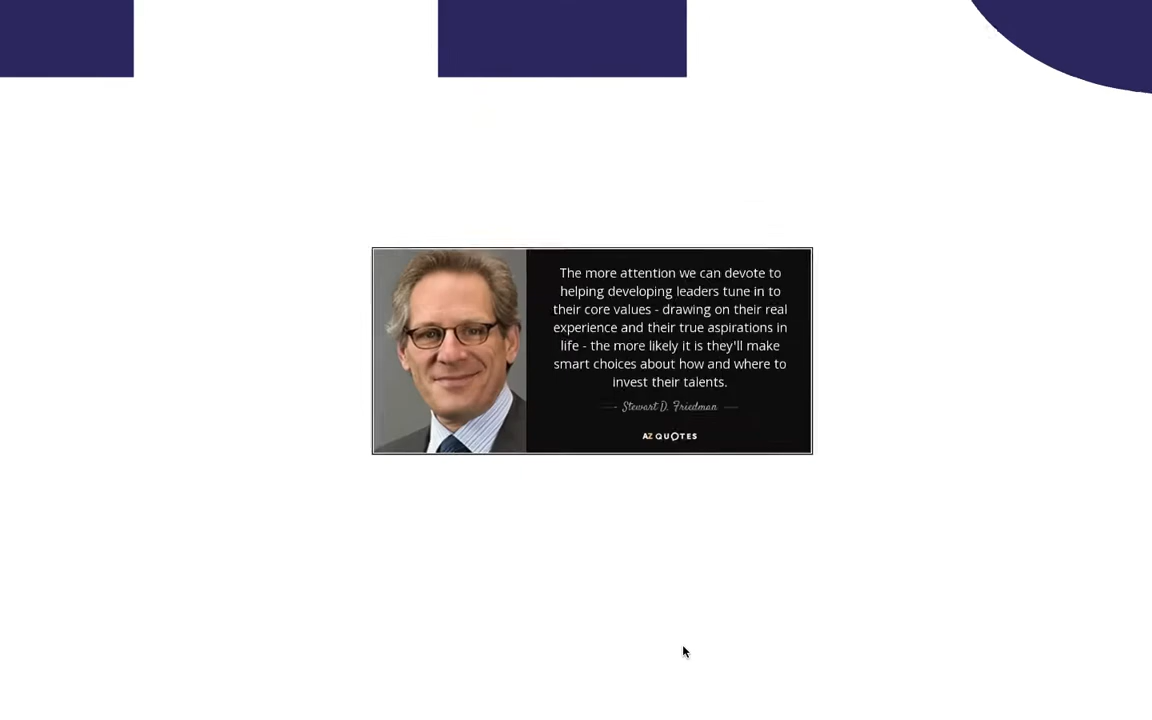 The more attention we can devote to
helping developing leaders tune in to
their core values - drawing on their real
experience and their true aspirations in
life - the more likely it is they'll make
smart choices about how and where to
invest their talents.
Stewart D. Friedman
AZ QUOTES